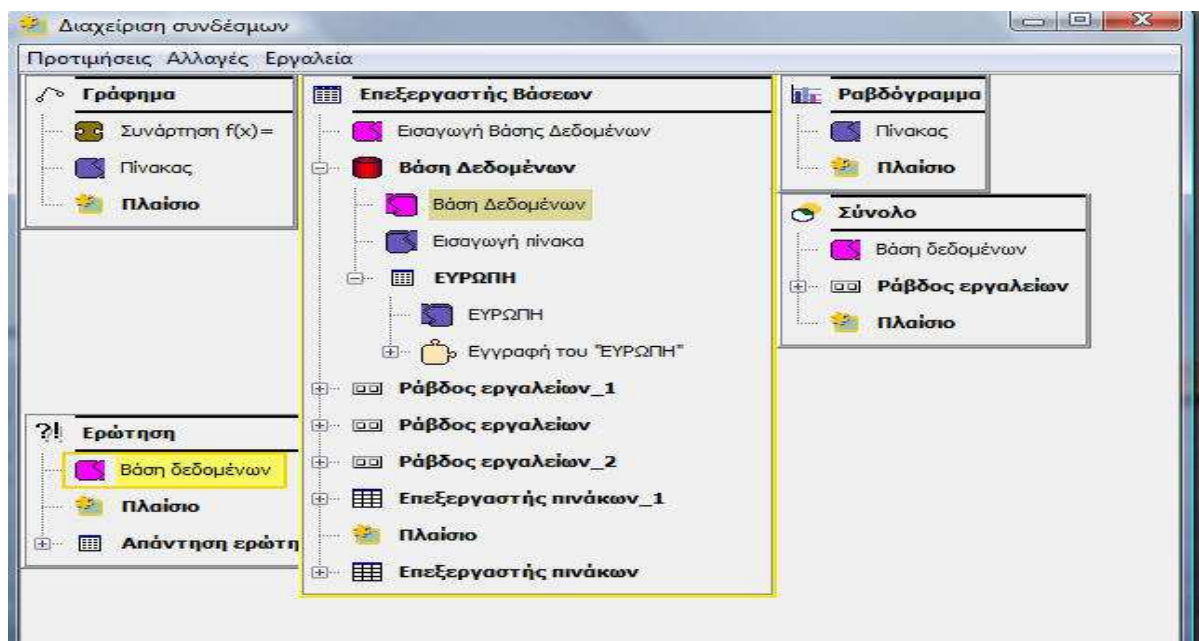 Διαχείριση συνδέσμων
Προτιμήσεις Αλλαγές Εργαλεία
Γράφημα
Συνάρτηση f(x)=
Πίνακας
Πλαίσιο
Επεξεργαστής Βάσεων
Εισαγωγή Βάσης Δεδομένων
Βάση Δεδομένων
Βάση Δεδομένων
Εισαγωγή πίνακα
ΕΥΡΩΠΗ
ΕΥΡΩΠΗ
Εγγραφή του "ΕΥΡΩΠΗ"
Ράβδος εργαλείων_1
Ράβδος εργαλείων
Ράβδος εργαλείων_2
Επεξεργαστής πινάκων_1
Πλαίσιο
Επεξεργαστής πινάκων
Ραβδόγραμμα
Πίνακας
Πλαίσιο
Σύνολο
Βάση δεδομένων
Ράβδος εργαλείων
Πλαίσιο
?! Ερώτηση
Βάση δεδομένων
Πλαίσιο
Απάντηση ερώτη